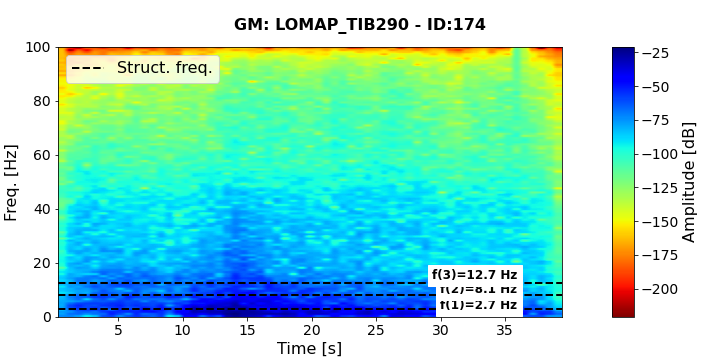 GM: LOMAP_TIB290 - ID:174
Struct. freq.
Freq. [Hz]
100
80
60
40
20
0
f(3)=12.7 Hz
f(2)=8.1 Hz
f(1)=2.7 Hz
5 10 15 20 25 30 35
Time [s]
−25
−50
−75
−100
−125
−150
−175
−200
Amplitude [dB]